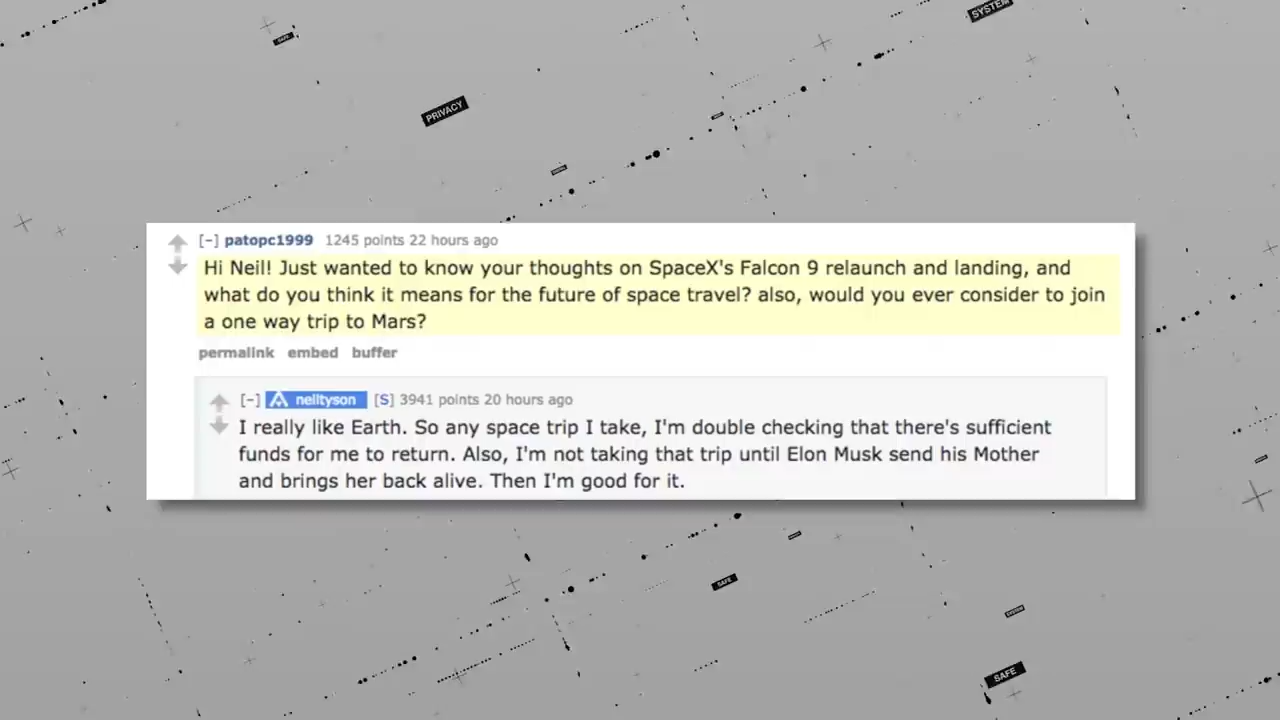 SYSTEM
SAFE
PRIVACY
[–] patopc1999 1245 points 22 hours ago
Hi Neil! Just wanted to know your thoughts on SpaceX's Falcon 9 relaunch and landing, and
what do you think it means for the future of space travel? also, would you ever consider to join
a one way trip to Mars?
permalink embed buffer
[–] neiltyson [S] 3941 points 20 hours ago
I really like Earth. So any space trip I take, I'm double checking that there's sufficient
funds for me to return. Also, I'm not taking that trip until Elon Musk send his Mother
and brings her back alive. Then I'm good for it.
SAFE
SYSTEM
SAFE